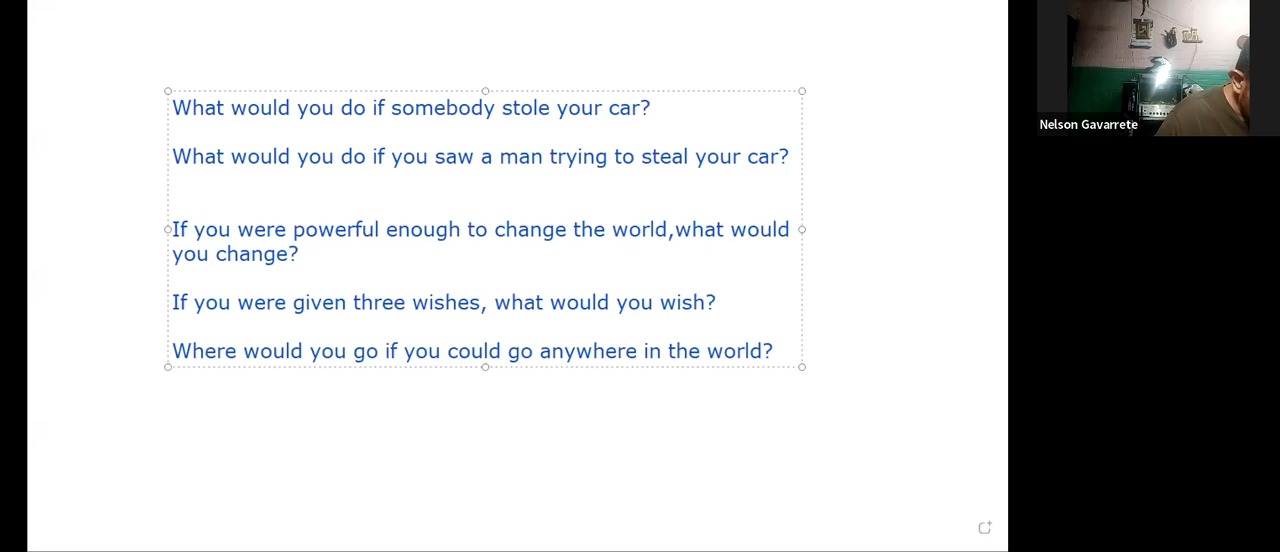 What would you do if somebody stole your car?
What would you do if you saw a man trying to steal your car?
If you were powerful enough to change the world,what would
you change?
If you were given three wishes, what would you wish?
Where would you go if you could go anywhere in the world?
Nelson Gavarrete